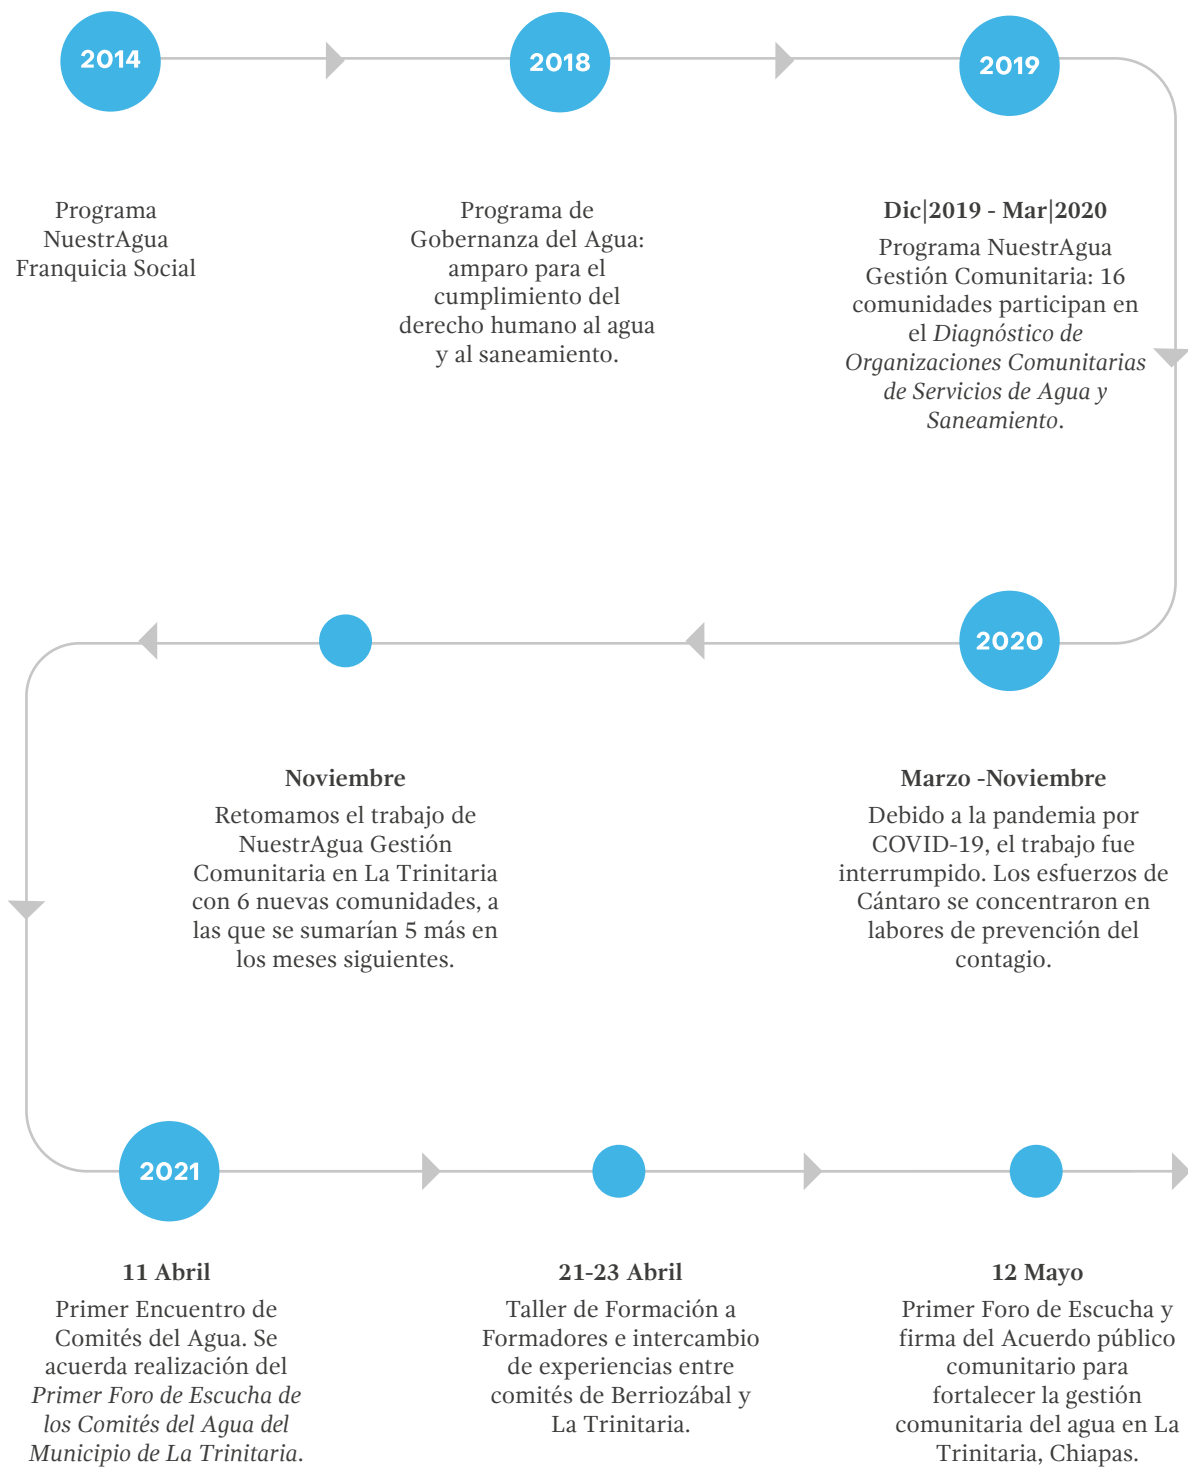 2014
2018
2019
Programa
NuestrAgua
Franquicia Social
Programa de
Gobernanza del Agua:
amparo para el
cumplimiento del
derecho humano al agua
y al saneamiento.
Dic|2019 - Mar|2020
Programa NuestrAgua
Gestión Comunitaria: 16
comunidades participan en
el Diagnóstico de
Organizaciones Comunitarias
de Servicios de Agua y
Saneamiento.
2020
Marzo -Noviembre
Debido a la pandemia por
COVID-19, el trabajo fue
interrumpido. Los esfuerzos de
Cántaro se concentraron en
labores de prevención del
contagio.
Noviembre
Retomamos el trabajo de
NuestrAgua Gestión
Comunitaria en La Trinitaria
con 6 nuevas comunidades, a
las que se sumarían 5 más en
los meses siguientes.
2021
11 Abril
Primer Encuentro de
Comités del Agua. Se
acuerda realización del
Primer Foro de Escucha de
los Comités del Agua del
Municipio de La Trinitaria.
21-23 Abril
Taller de Formación a
Formadores e intercambio
de experiencias entre
comités de Berriozábal y
La Trinitaria.
12 Mayo
Primer Foro de Escucha y
firma del Acuerdo público
comunitario para
fortalecer la gestión
comunitaria del agua en La
Trinitaria, Chiapas.